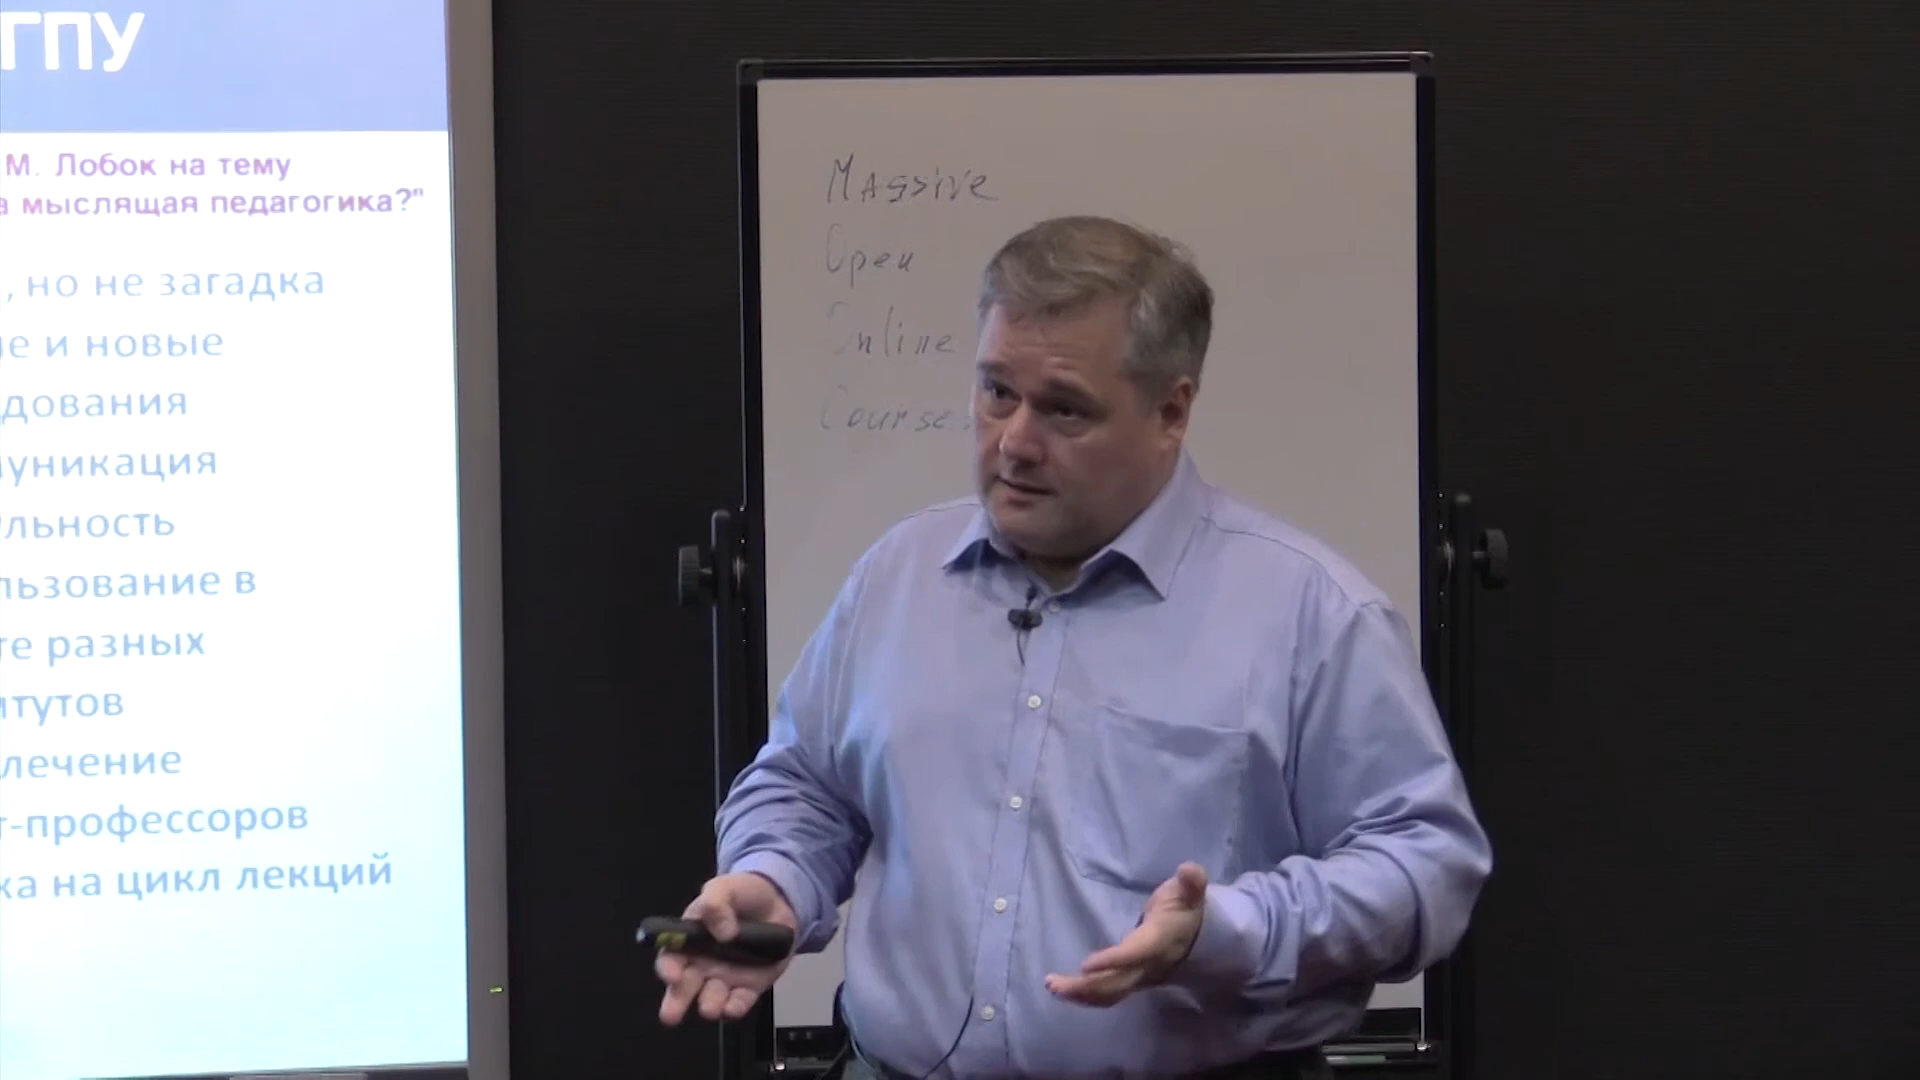 ГПУ
М. Лобок на тему
а мыслящая педагогика?"
, но не загадка
е и новые
дования
уникация
льность
льзование в
те разных
итутов
лечение
т-профессоров
ка на цикл лекций
Massive
Open
Online
Courses